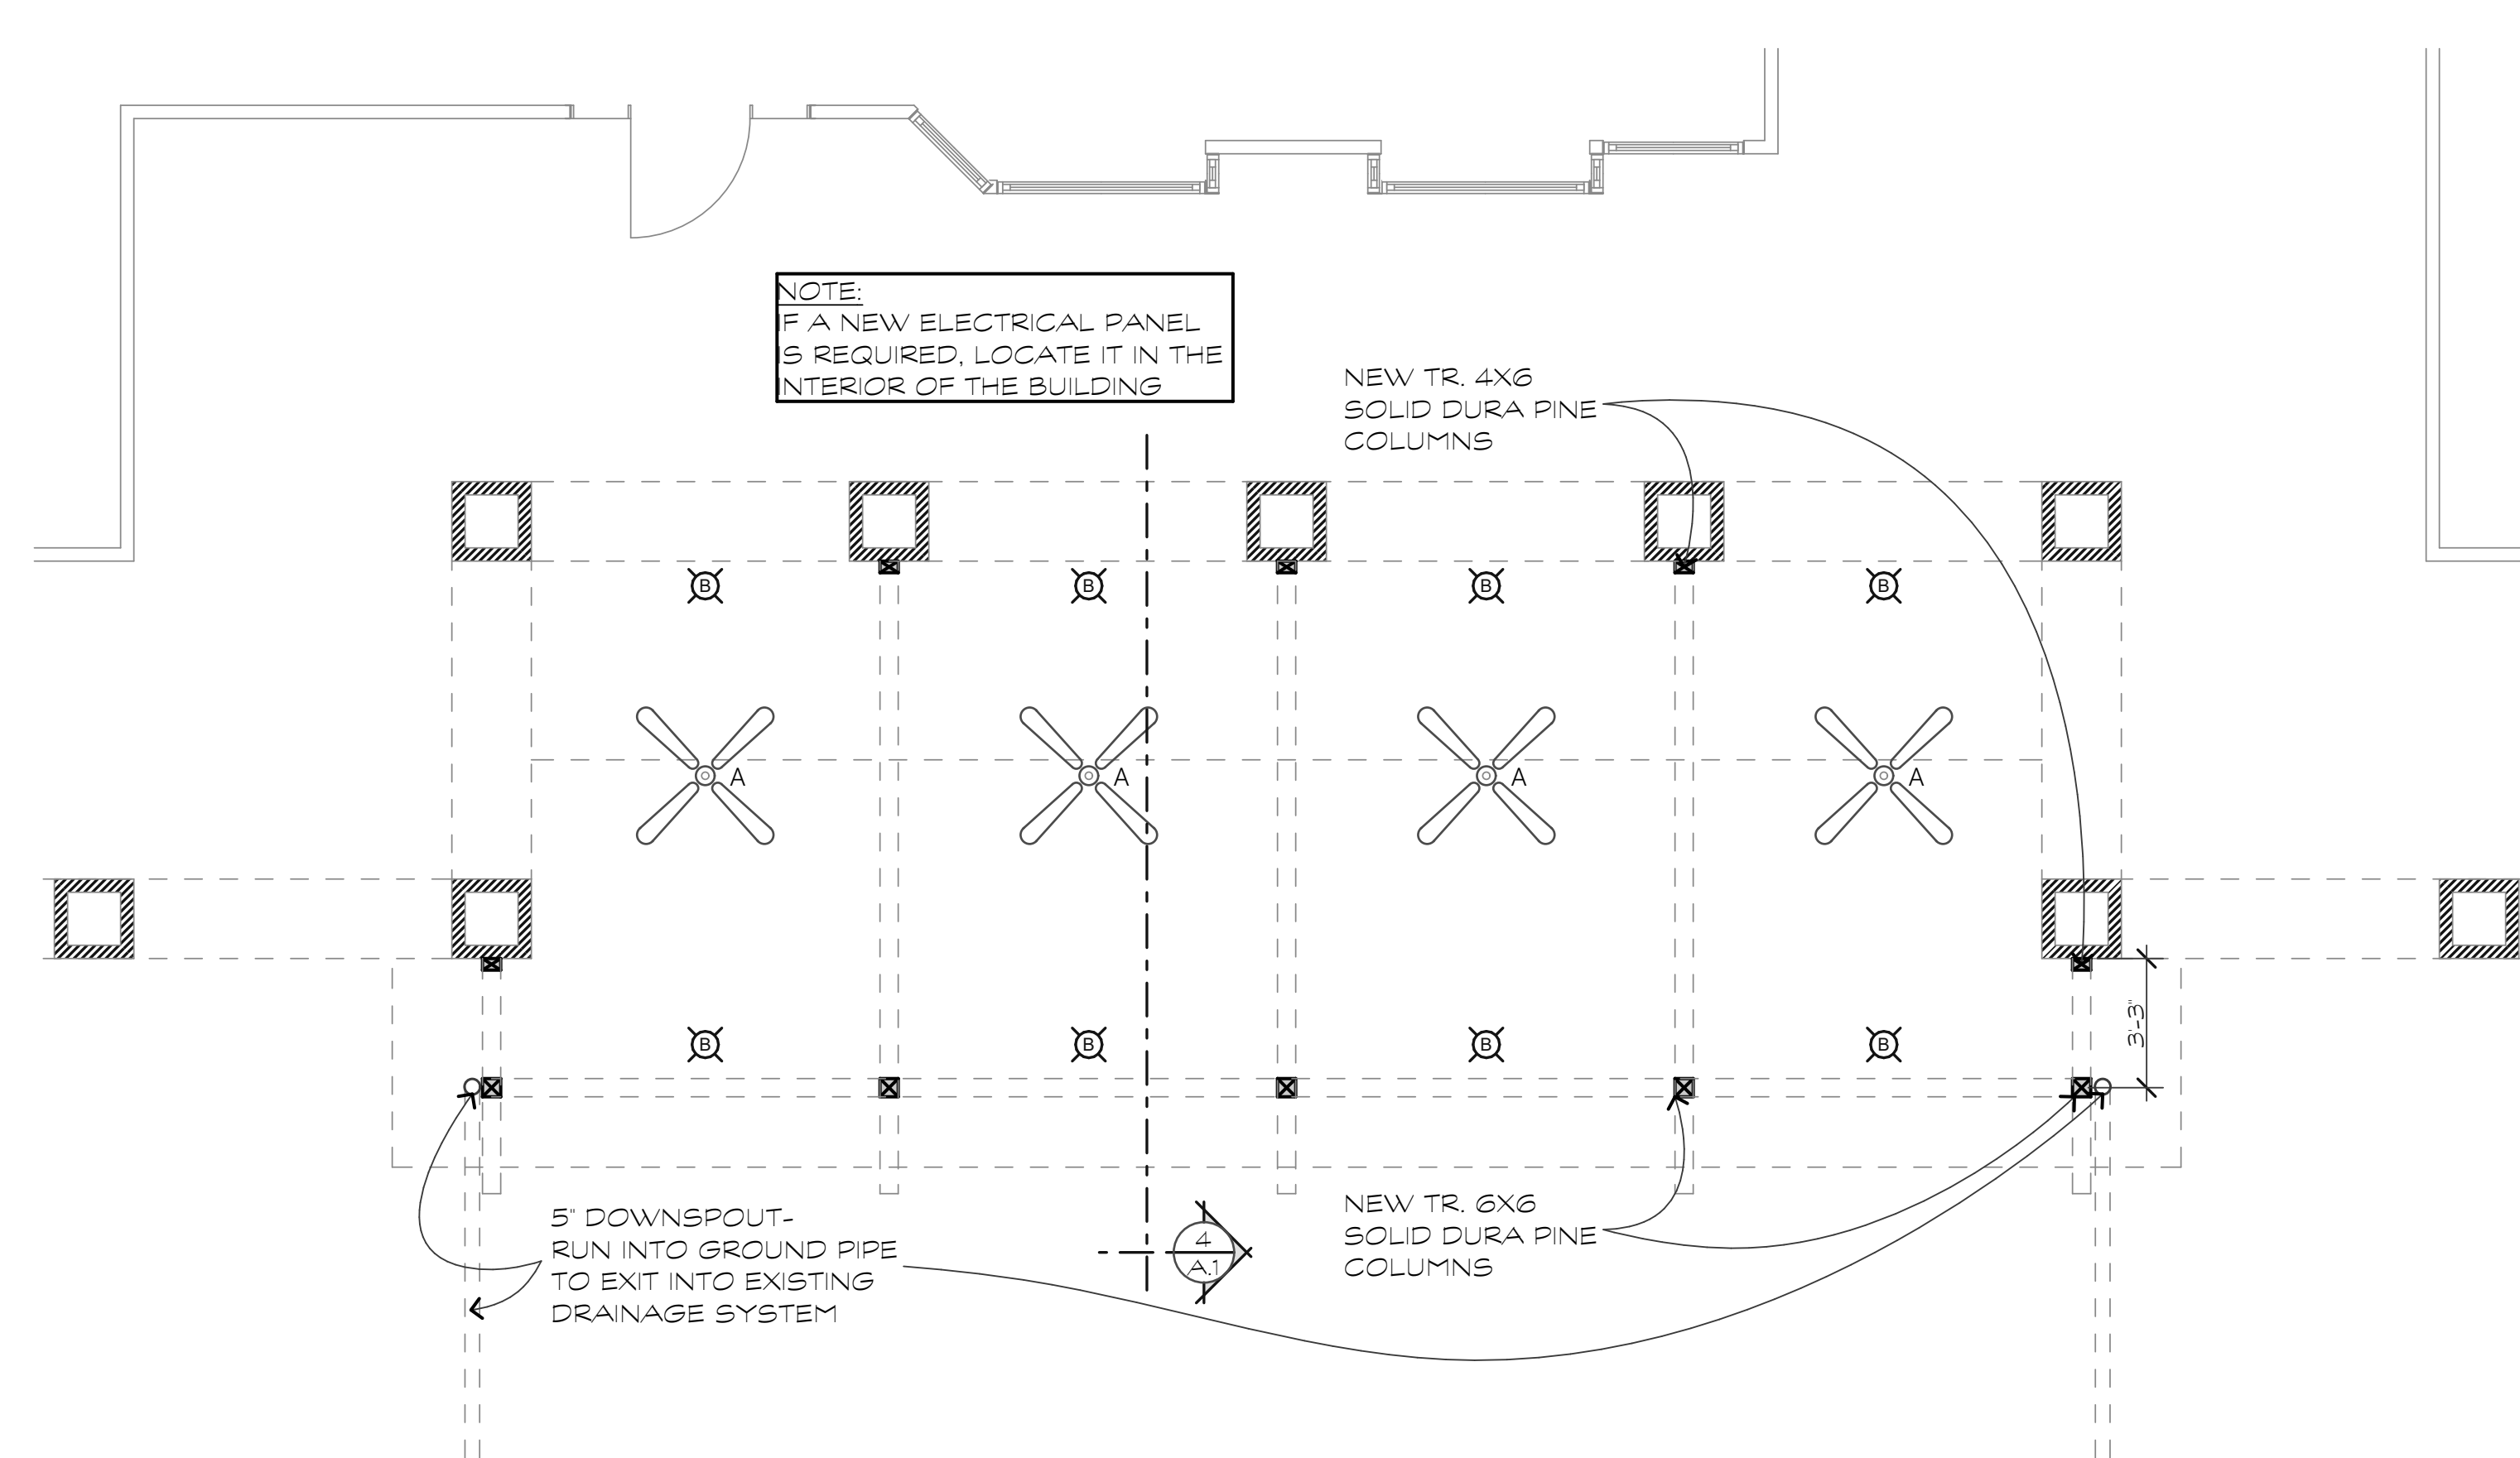 NOTE:
IF A NEW ELECTRICAL PANEL
IS REQUIRED, LOCATE IT IN THE
INTERIOR OF THE BUILDING
NEW TR. 4X6
SOLID DURA PINE
COLUMNS
B B B B
A A A A
3'-3"
B B B B
5" DOWNSPOUT-
RUN INTO GROUND PIPE
TO EXIT INTO EXISTING
DRAINAGE SYSTEM
4
A.1
NEW TR. 6X6
SOLID DURA PINE
COLUMNS